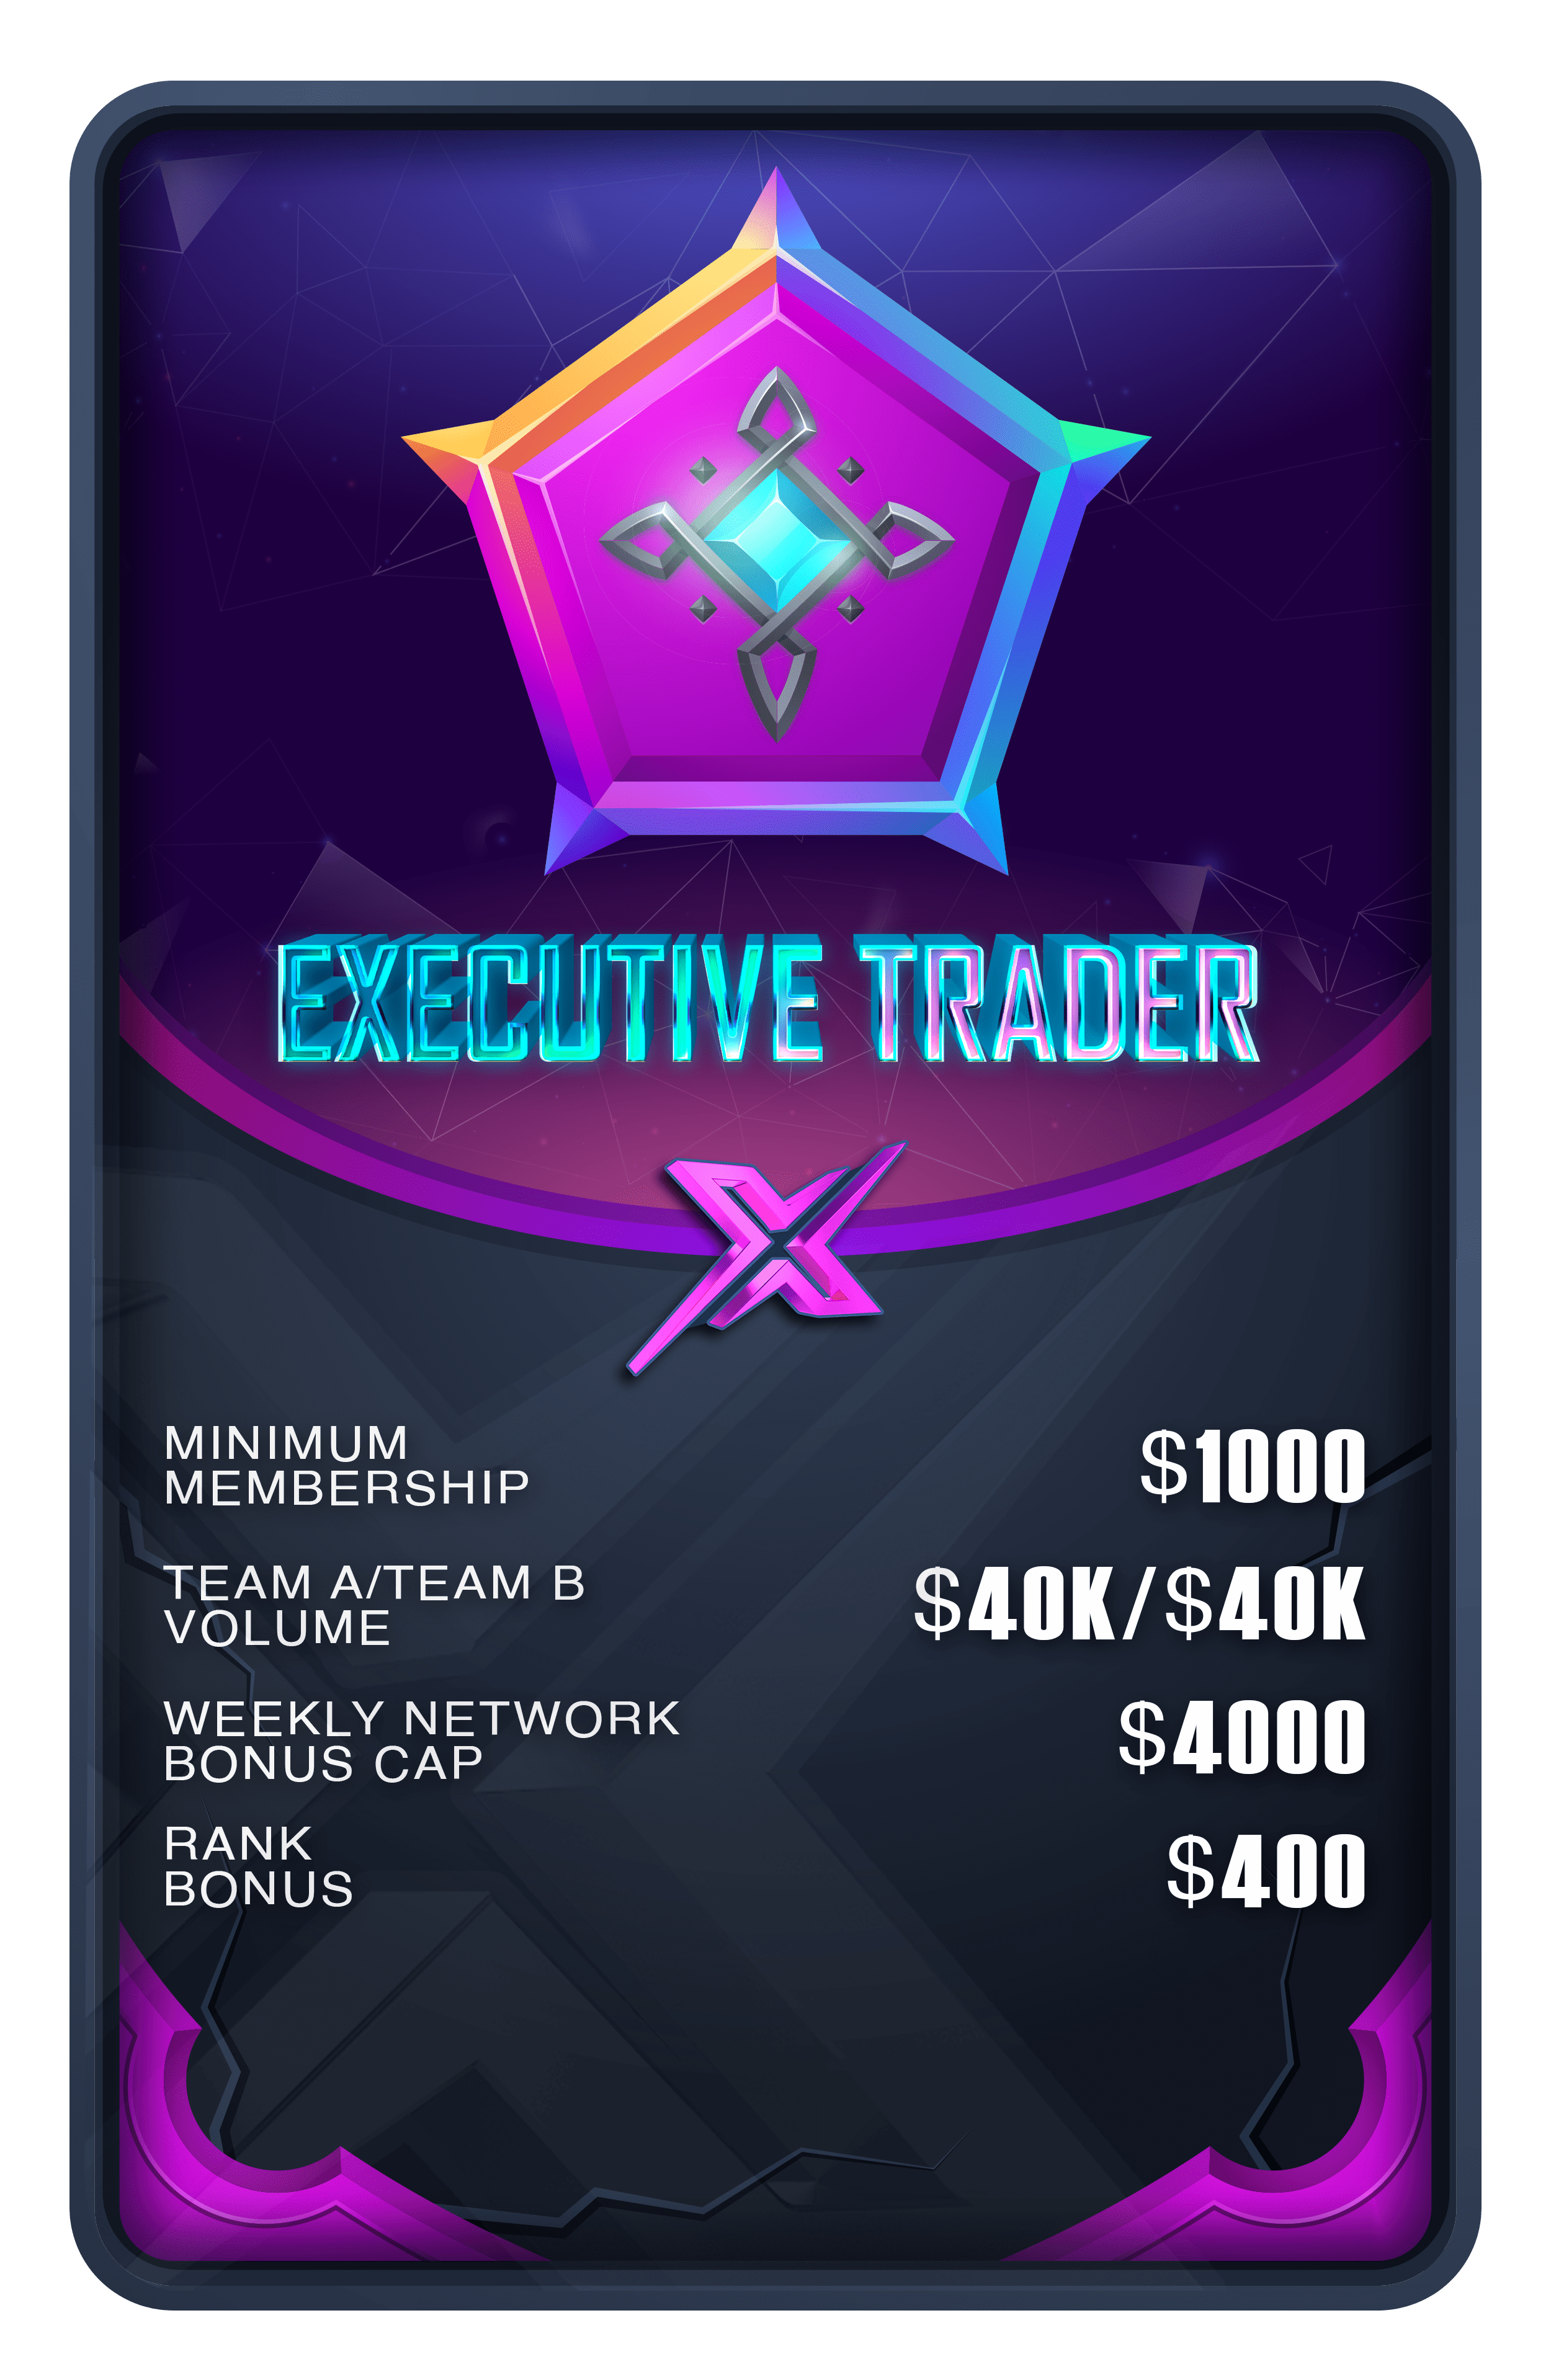 EXECUTIVE TRADER
X
MINIMUM
MEMBERSHIP
$1000
TEAM A/TEAM B
VOLUME
$40K/$40K
WEEKLY NETWORK
BONUS CAP
$4000
RANK
BONUS
$400